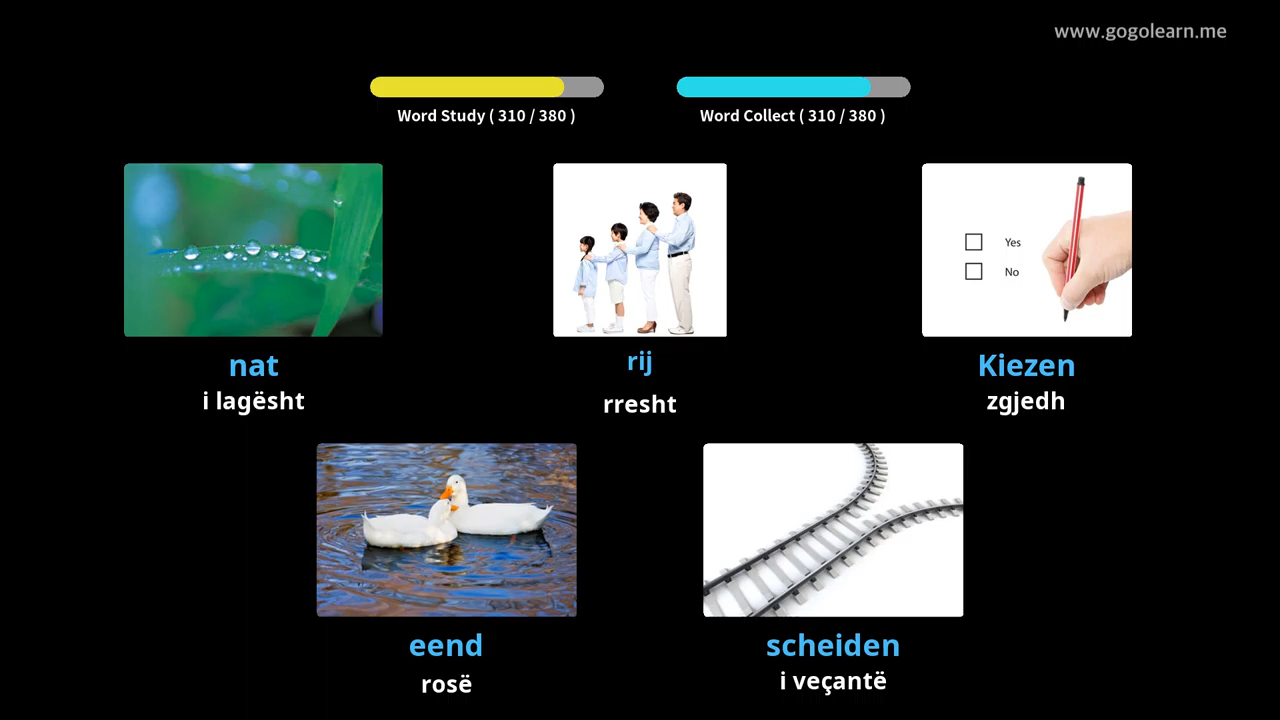 www.gogolearn.me
Word Study ( 310 / 380 )
Word Collect ( 310 / 380 )
Yes
No
nat
i lagësht
rij
rresht
Kiezen
zgjedh
eend
rosë
scheiden
i veçantë